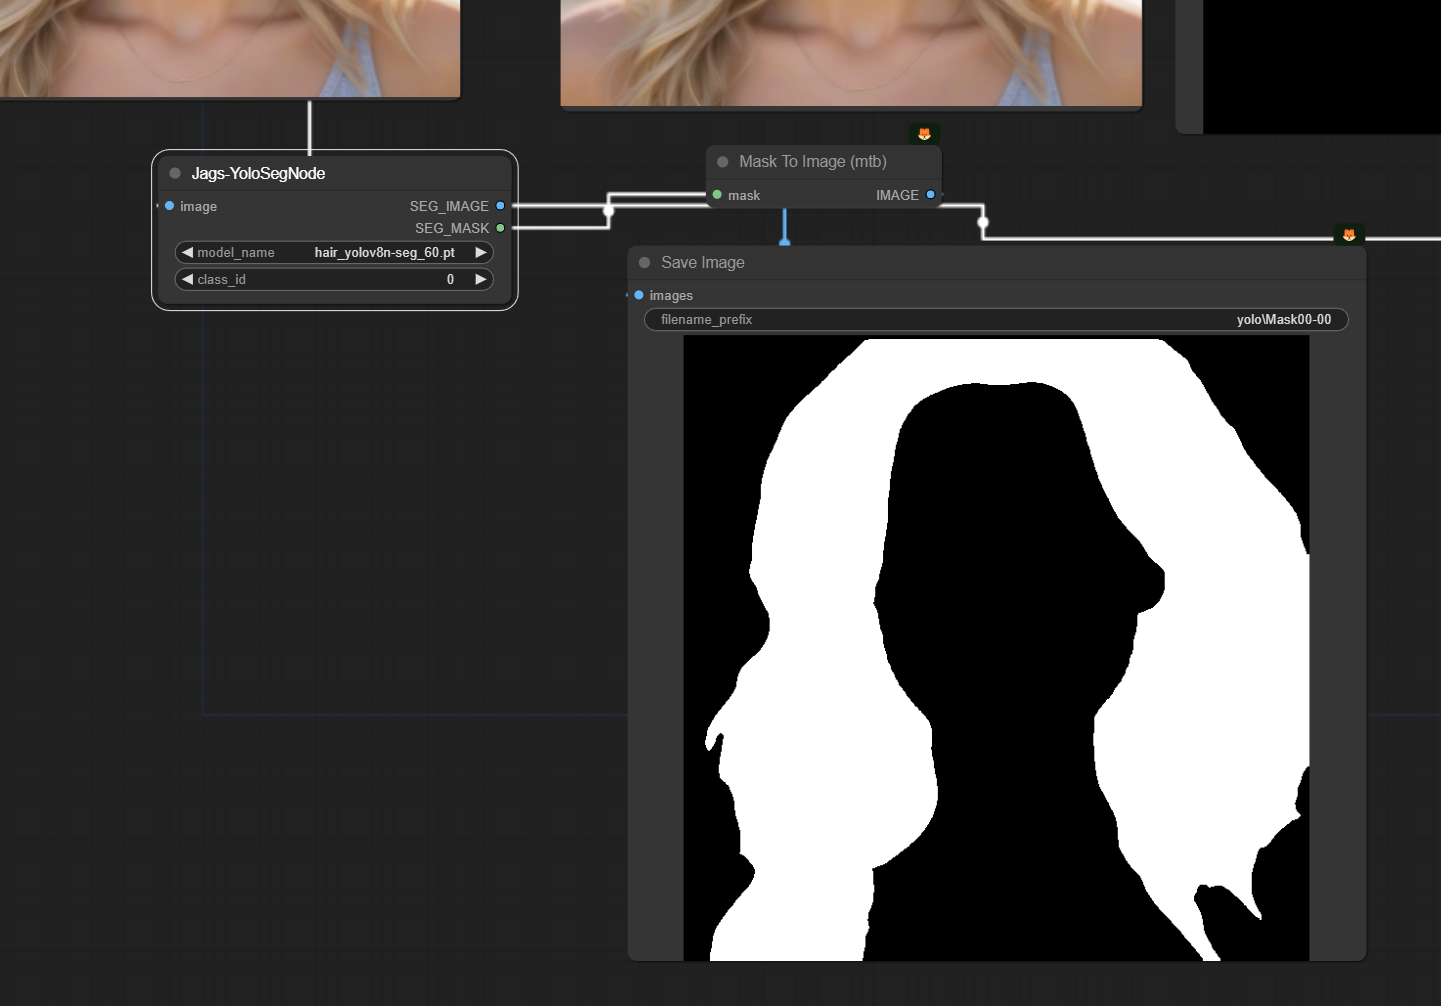 Jags-YoloSegNode
image SEG_IMAGE
SEG_MASK
model_name hair_yolov8n-seg_60.pt
class_id 0
Mask To Image (mtb)
mask IMAGE
Save Image
images
filename_prefix yolo\Mask00-00